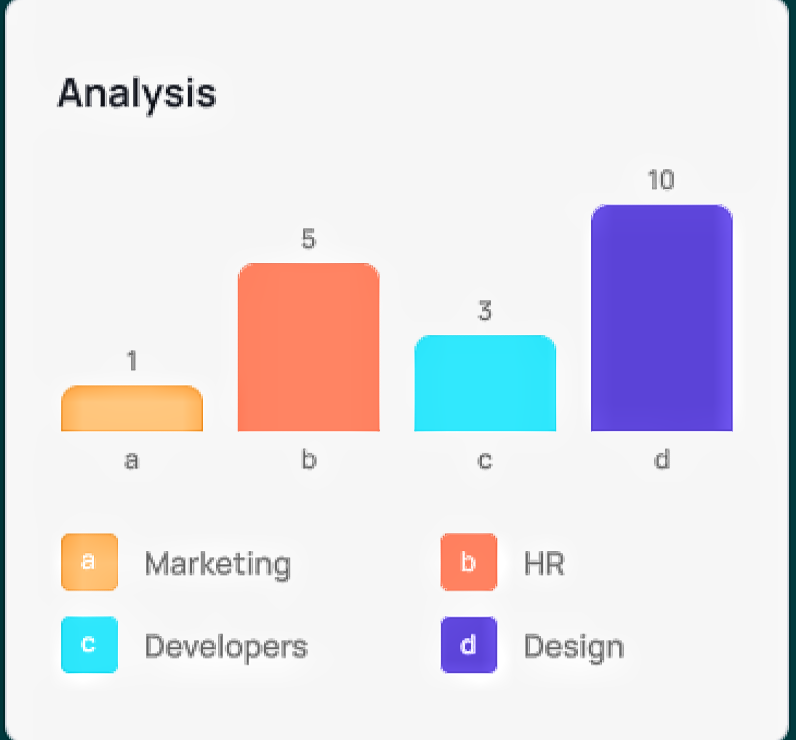 Analysis
10
5
3
1
a b c d
a Marketing b HR
c Developers d Design